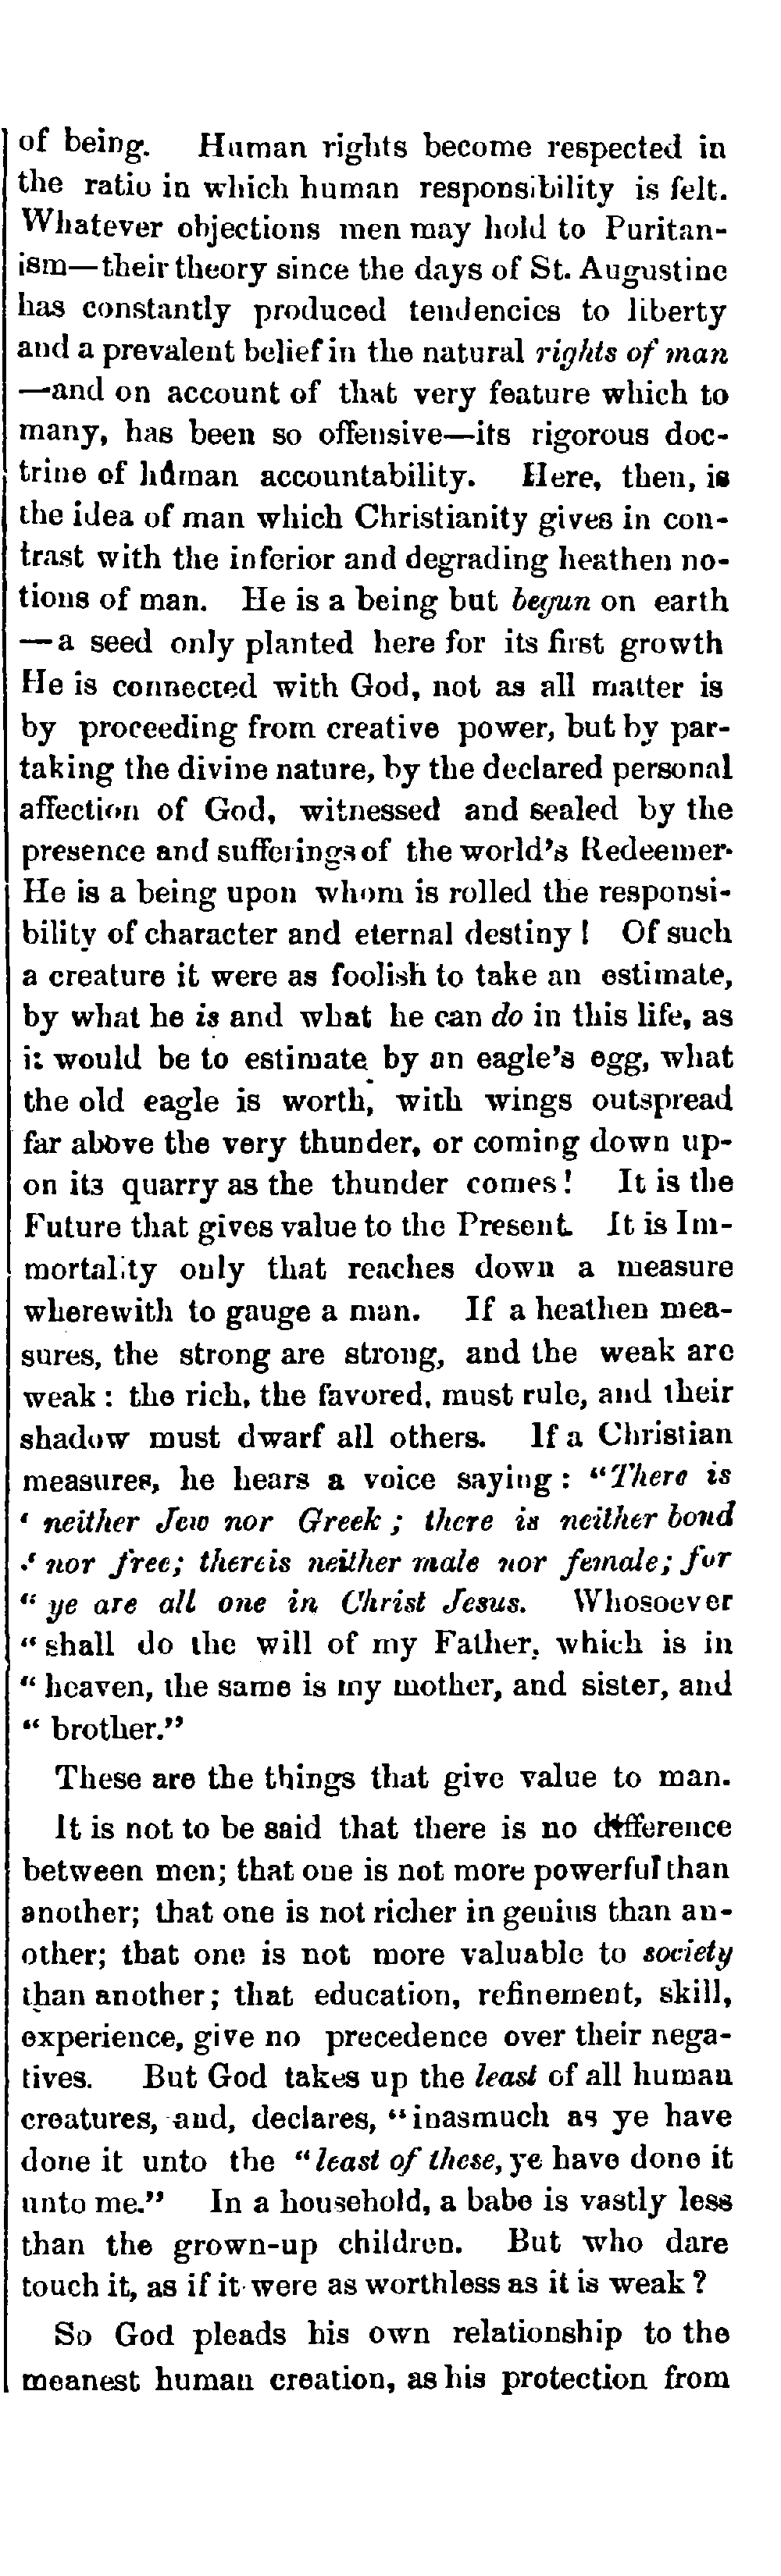 of being. Human rights become respected in
the ratio in which human responsibility is felt.
Whatever objections men may hold to Puritan-
ism—their theory since the days of St. Augustine
has constantly produced tendencies to liberty
and a prevalent belief in the natural rights of man
—and on account of that very feature which to
many, has been so offensive—its rigorous doc-
trine of human accountability. Here, then, is
the idea of man which Christianity gives in con-
trast with the inferior and degrading heathen no-
tions of man. He is a being but begun on earth
—a seed only planted here for its first growth
He is connected with God, not as all matter is
by proceeding from creative power, but by par-
taking the divine nature, by the declared personal
affection of God, witnessed and sealed by the
presence and sufferings of the world's Redeemer.
He is a being upon whom is rolled the responsi-
bility of character and eternal destiny! Of such
a creature it were as foolish to take an estimate,
by what he is and what he can do in this life, as
it would be to estimate by an eagle's egg, what
the old eagle is worth, with wings outspread
far above the very thunder, or coming down up-
on its quarry as the thunder comes! It is the
Future that gives value to the Present. It is Im-
mortality only that reaches down a measure
wherewith to gauge a man. If a heathen mea-
sures, the strong are strong, and the weak are
weak : the rich, the favored, must rule, and their
shadow must dwarf all others. If a Christian
measures, he hears a voice saying : "There is
' neither Jew nor Greek ; there is neither bond
" nor free; there is neither male nor female; for
" ye are all one in Christ Jesus. Whosoever
" shall do the will of my Father, which is in
" heaven, the same is my mother, and sister, and
" brother."
These are the things that give value to man.
It is not to be said that there is no difference
between men; that one is not more powerful than
another; that one is not richer in genius than an-
other; that one is not more valuable to society
than another; that education, refinement, skill,
experience, give no precedence over their nega-
tives. But God takes up the least of all human
creatures, and, declares, "inasmuch as ye have
done it unto the "least of these, ye have done it
unto me." In a household, a babe is vastly less
than the grown-up children. But who dare
touch it, as if it were as worthless as it is weak ?
So God pleads his own relationship to the
meanest human creation, as his protection from